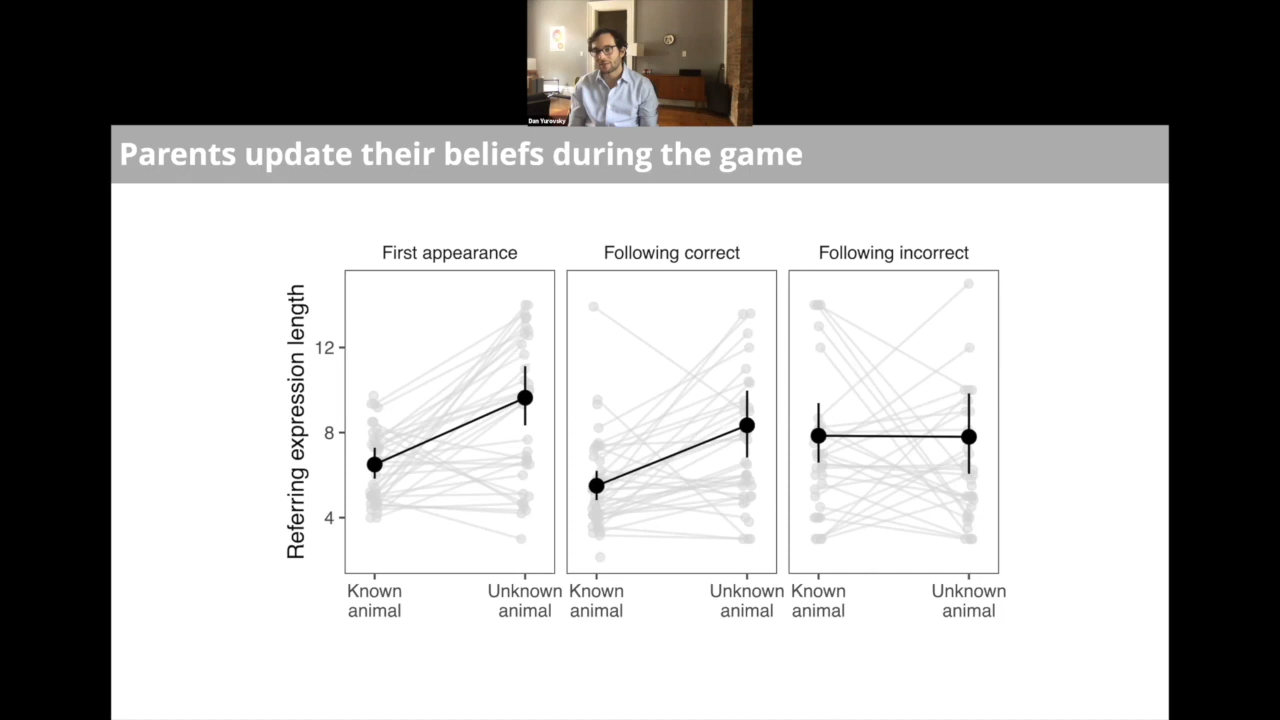 Dan Yurovsky
Parents update their beliefs during the game
First appearance
Following correct
Following incorrect
Referring expression length
12
8
4
Known
animal
Unknown
animal
Known
animal
Unknown
animal
Known
animal
Unknown
animal